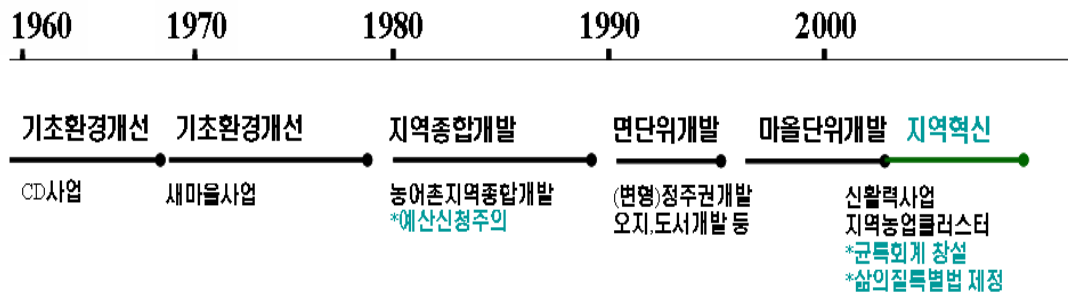 1960 1970 1980 1990 2000
기초환경개선 기초환경개선 지역종합개발 면단위개발 마을단위개발 지역혁신
CD사업 새마을사업 농어촌지역종합개발 (변형)정주권개발 신활력사업
*예산신청주의 오지,도서개발 등 지역농업클러스터
*균특회계 창설
*삶의질특별법 제정